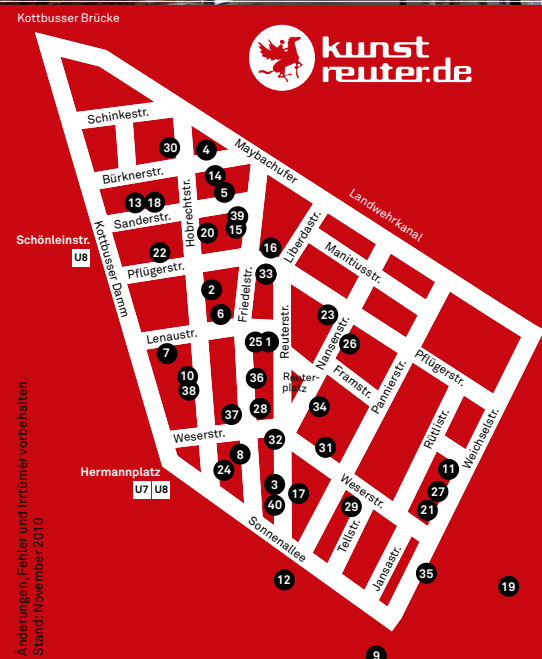 Kottbusser Brücke
kunst
reuter.de
Schinkestr.
30
4
Maybachufer
Bürknerstr.
14
5
13
18
Landwehrkanal
Sanderstr.
Hobrechtstr.
39
15
20
Liberdastr.
Schönleinstr.
U8
Kottbusser Damm
22
16
Manitiusstr.
Pflügerstr.
33
2
Friedelstr.
6
23
Nansenstr.
26
Lenaustr.
25
1
Reuterstr.
7
Pflügerstr.
10
38
36
Reuter-
platz
Framstr.
Pannierstr.
37
28
34
Rütlistr.
Weichselstr.
Weserstr.
32
31
8
24
11
Hermannplatz
U7
U8
3
40
17
Weserstr.
27
21
29
Sonnenallee
Tellstr.
Jansastr.
12
35
19
9
Änderungen, Fehler und Irrtümer vorbehalten.
Stand: November 2010